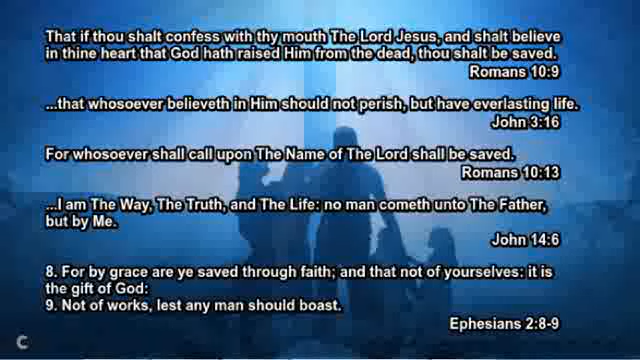 That if thou shalt confess with thy mouth The Lord Jesus, and shalt believe
in thine heart that God hath raised Him from the dead, thou shalt be saved.
Romans 10:9
...that whosoever believeth in Him should not perish, but have everlasting life.
John 3:16
For whosoever shall call upon The Name of The Lord shall be saved.
Romans 10:13
...I am The Way, The Truth, and The Life: no man cometh unto The Father,
but by Me.
John 14:6
8. For by grace are ye saved through faith; and that not of yourselves: it is
the gift of God:
9. Not of works, lest any man should boast.
Ephesians 2:8-9
C